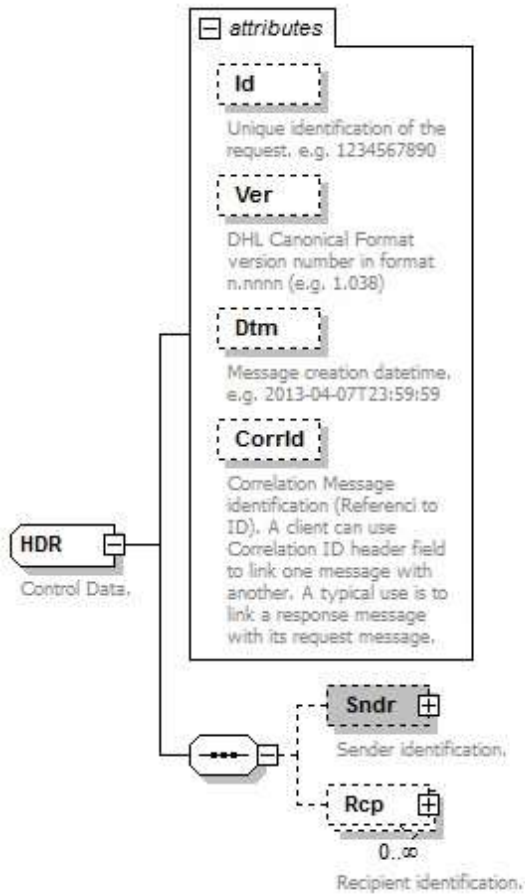 attributes
Id
Unique identification of the
request. e.g. 1234567890
Ver
DHL Canonical Format
version number in format
n.nnnn (e.g. 1.038)
Dtm
Message creation datetime.
e.g. 2013-04-07T23:59:59
CorrId
Correlation Message
identification (Referenci to
ID). A client can use
Correlation ID header field
to link one message with
another. A typical use is to
link a response message
with its request message.
HDR
Control Data.
Sndr
Sender identification.
Rcp
0..∞
Recipient identification.